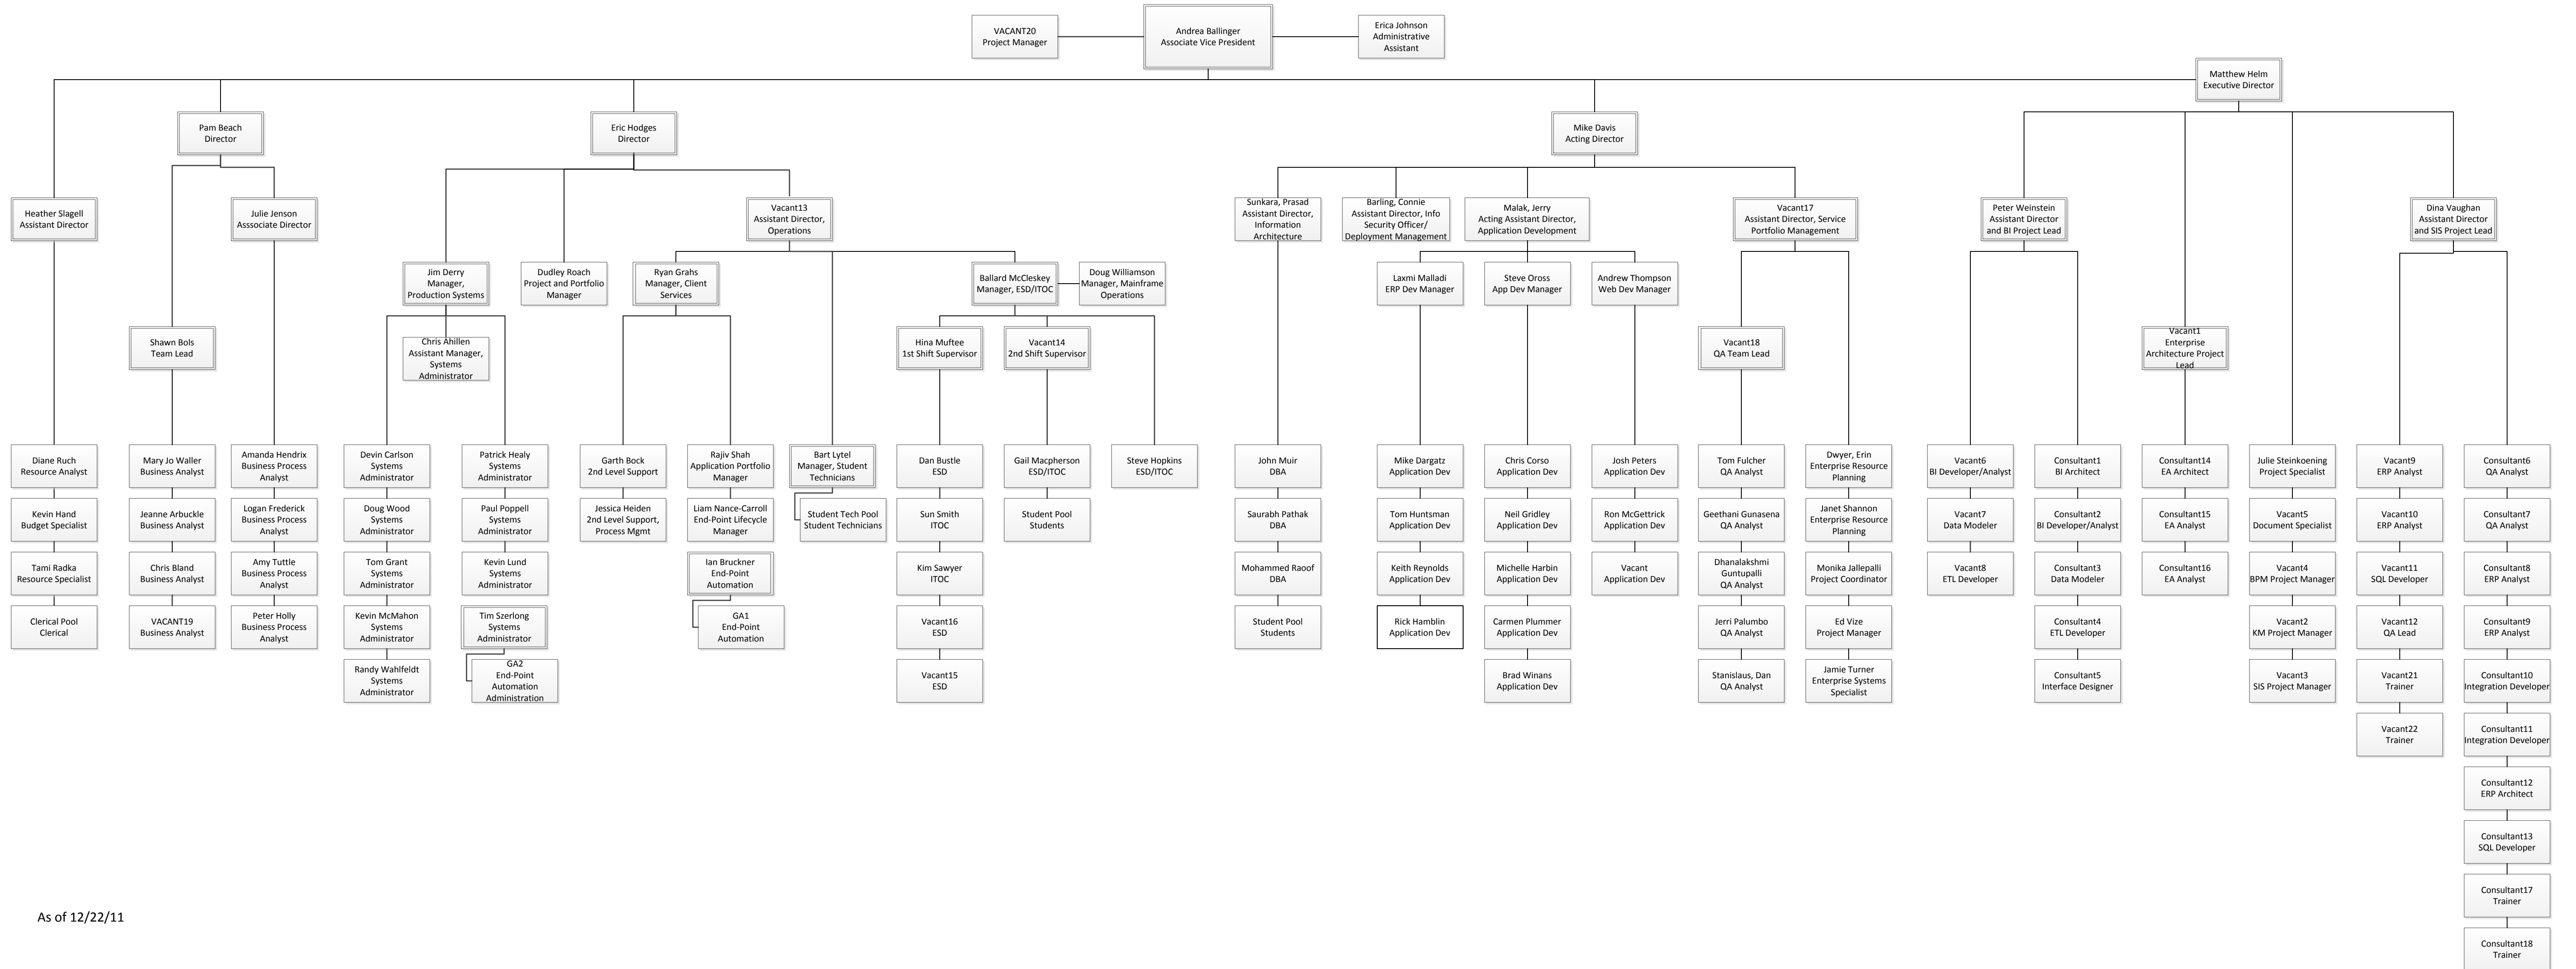 VACANT20
Project Manager
Andrea Ballinger
Associate Vice President
Erica Johnson
Administrative
Assistant
Matthew Helm
Executive Director
Pam Beach
Director
Eric Hodges
Director
Mike Davis
Acting Director
Heather Slagell
Assistant Director
Julie Jenson
Asssociate Director
Vacant13
Assistant Director,
Operations
Sunkara, Prasad
Assistant Director,
Information
Architecture
Barling, Connie
Assistant Director, Info
Security Officer/
Deployment Management
Malak, Jerry
Acting Assistant Director,
Application Development
Vacant17
Assistant Director, Service
Portfolio Management
Peter Weinstein
Assistant Director
and BI Project Lead
Dina Vaughan
Assistant Director
and SIS Project Lead
Jim Derry
Manager,
Production Systems
Dudley Roach
Project and Portfolio
Manager
Ryan Grahs
Manager, Client
Services
Ballard McCleskey
Manager, ESD/ITOC
Doug Williamson
Manager, Mainframe
Operations
Laxmi Malladi
ERP Dev Manager
Steve Oross
App Dev Manager
Andrew Thompson
Web Dev Manager
Shawn Bols
Team Lead
Chris Ahillen
Assistant Manager,
Systems
Administrator
Hina Muftee
1st Shift Supervisor
Vacant14
2nd Shift Supervisor
Vacant18
QA Team Lead
Vacant1
Enterprise
Architecture Project
Lead
Diane Ruch
Resource Analyst
Mary Jo Waller
Business Analyst
Amanda Hendrix
Business Process
Analyst
Devin Carlson
Systems
Administrator
Patrick Healy
Systems
Administrator
Garth Bock
2nd Level Support
Rajiv Shah
Application Portfolio
Manager
Bart Lytel
Manager, Student
Technicians
Dan Bustle
ESD
Gail Macpherson
ESD/ITOC
Steve Hopkins
ESD/ITOC
John Muir
DBA
Mike Dargatz
Application Dev
Chris Corso
Application Dev
Josh Peters
Application Dev
Tom Fulcher
QA Analyst
Dwyer, Erin
Enterprise Resource
Planning
Vacant6
BI Developer/Analyst
Consultant1
BI Architect
Consultant14
EA Architect
Julie Steinkoening
Project Specialist
Vacant9
ERP Analyst
Consultant6
QA Analyst
Kevin Hand
Budget Specialist
Jeanne Arbuckle
Business Analyst
Logan Frederick
Business Process
Analyst
Doug Wood
Systems
Administrator
Paul Poppell
Systems
Administrator
Jessica Heiden
2nd Level Support,
Process Mgmt
Liam Nance-Carroll
End-Point Lifecycle
Manager
Student Tech Pool
Student Technicians
Sun Smith
ITOC
Student Pool
Students
Saurabh Pathak
DBA
Tom Huntsman
Application Dev
Neil Gridley
Application Dev
Ron McGettrick
Application Dev
Geethani Gunasena
QA Analyst
Janet Shannon
Enterprise Resource
Planning
Vacant7
Data Modeler
Consultant2
BI Developer/Analyst
Consultant15
EA Analyst
Vacant5
Document Specialist
Vacant10
ERP Analyst
Consultant7
QA Analyst
Tami Radka
Resource Specialist
Chris Bland
Business Analyst
Amy Tuttle
Business Process
Analyst
Tom Grant
Systems
Administrator
Kevin Lund
Systems
Administrator
Ian Bruckner
End-Point
Automation
Kim Sawyer
ITOC
Mohammed Raoof
DBA
Keith Reynolds
Application Dev
Michelle Harbin
Application Dev
Vacant
Application Dev
Dhanalakshmi
Guntupalli
QA Analyst
Monika Jallepalli
Project Coordinator
Vacant8
ETL Developer
Consultant3
Data Modeler
Consultant16
EA Analyst
Vacant4
BPM Project Manager
Vacant11
SQL Developer
Consultant8
ERP Analyst
Clerical Pool
Clerical
VACANT19
Business Analyst
Peter Holly
Business Process
Analyst
Kevin McMahon
Systems
Administrator
Tim Szerlong
Systems
Administrator
GA1
End-Point
Automation
Vacant16
ESD
Student Pool
Students
Rick Hamblin
Application Dev
Carmen Plummer
Application Dev
Jerri Palumbo
QA Analyst
Ed Vize
Project Manager
Consultant4
ETL Developer
Vacant2
KM Project Manager
Vacant12
QA Lead
Consultant9
ERP Analyst
Randy Wahlfeldt
Systems
Administrator
GA2
End-Point
Automation
Administration
Vacant15
ESD
Brad Winans
Application Dev
Stanislaus, Dan
QA Analyst
Jamie Turner
Enterprise Systems
Specialist
Consultant5
Interface Designer
Vacant3
SIS Project Manager
Vacant21
Trainer
Consultant10
Integration Developer
Vacant22
Trainer
Consultant11
Integration Developer
Consultant12
ERP Architect
Consultant13
SQL Developer
Consultant17
Trainer
As of 12/22/11
Consultant18
Trainer